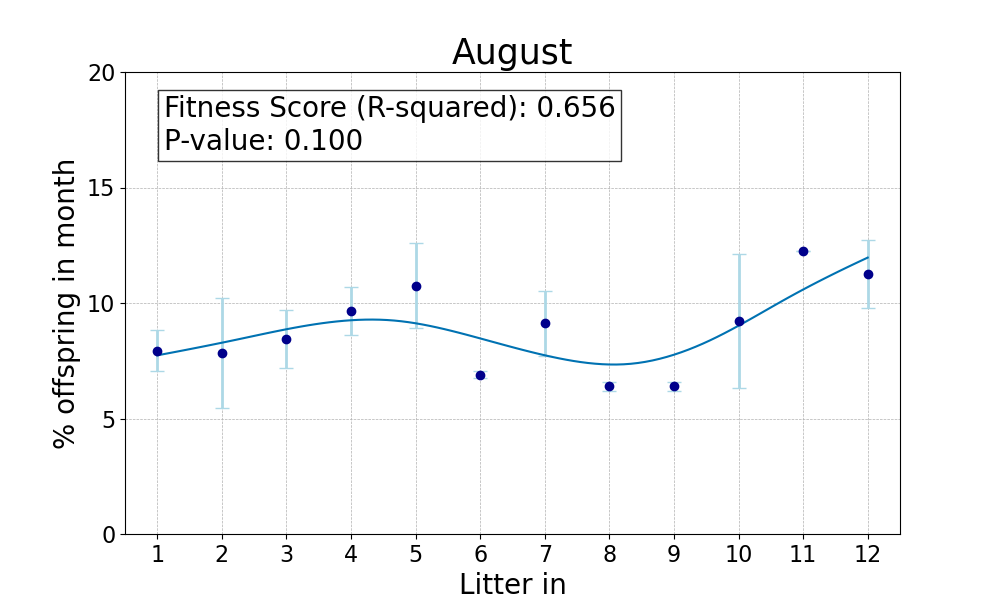 August
Fitness Score (R-squared): 0.656
P-value: 0.100
% offspring in month
20
15
10
5
0
1 2 3 4 5 6 7 8 9 10 11 12
Litter in